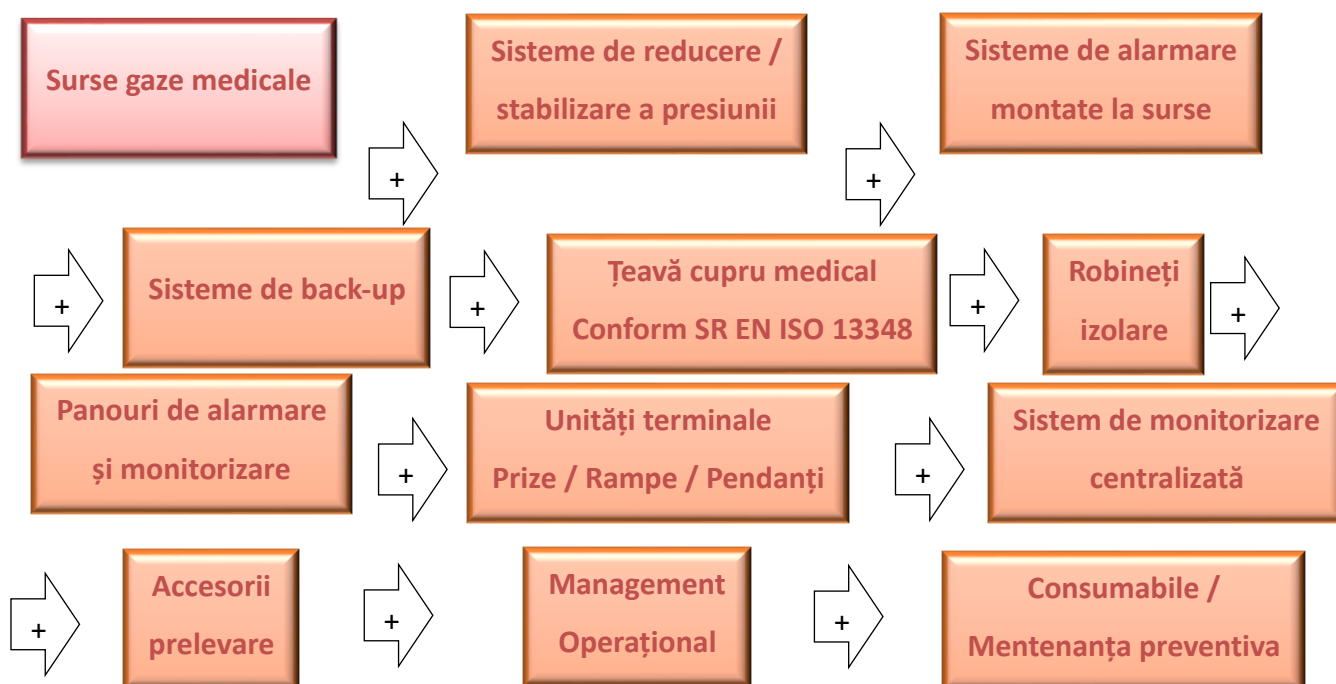 Surse gaze medicale
+
Sisteme de reducere /
stabilizare a presiunii
+
Sisteme de alarmare
montate la surse
+
Sisteme de back-up
+
Țeavă cupru medical
Conform SR EN ISO 13348
+
Robineți
izolare
+
Panouri de alarmare
și monitorizare
+
Unități terminale
Prize / Rampe / Pendanți
+
Sistem de monitorizare
centralizată
+
Accesorii
prelevare
+
Management
Operațional
+
Consumabile /
Mentenanța preventiva